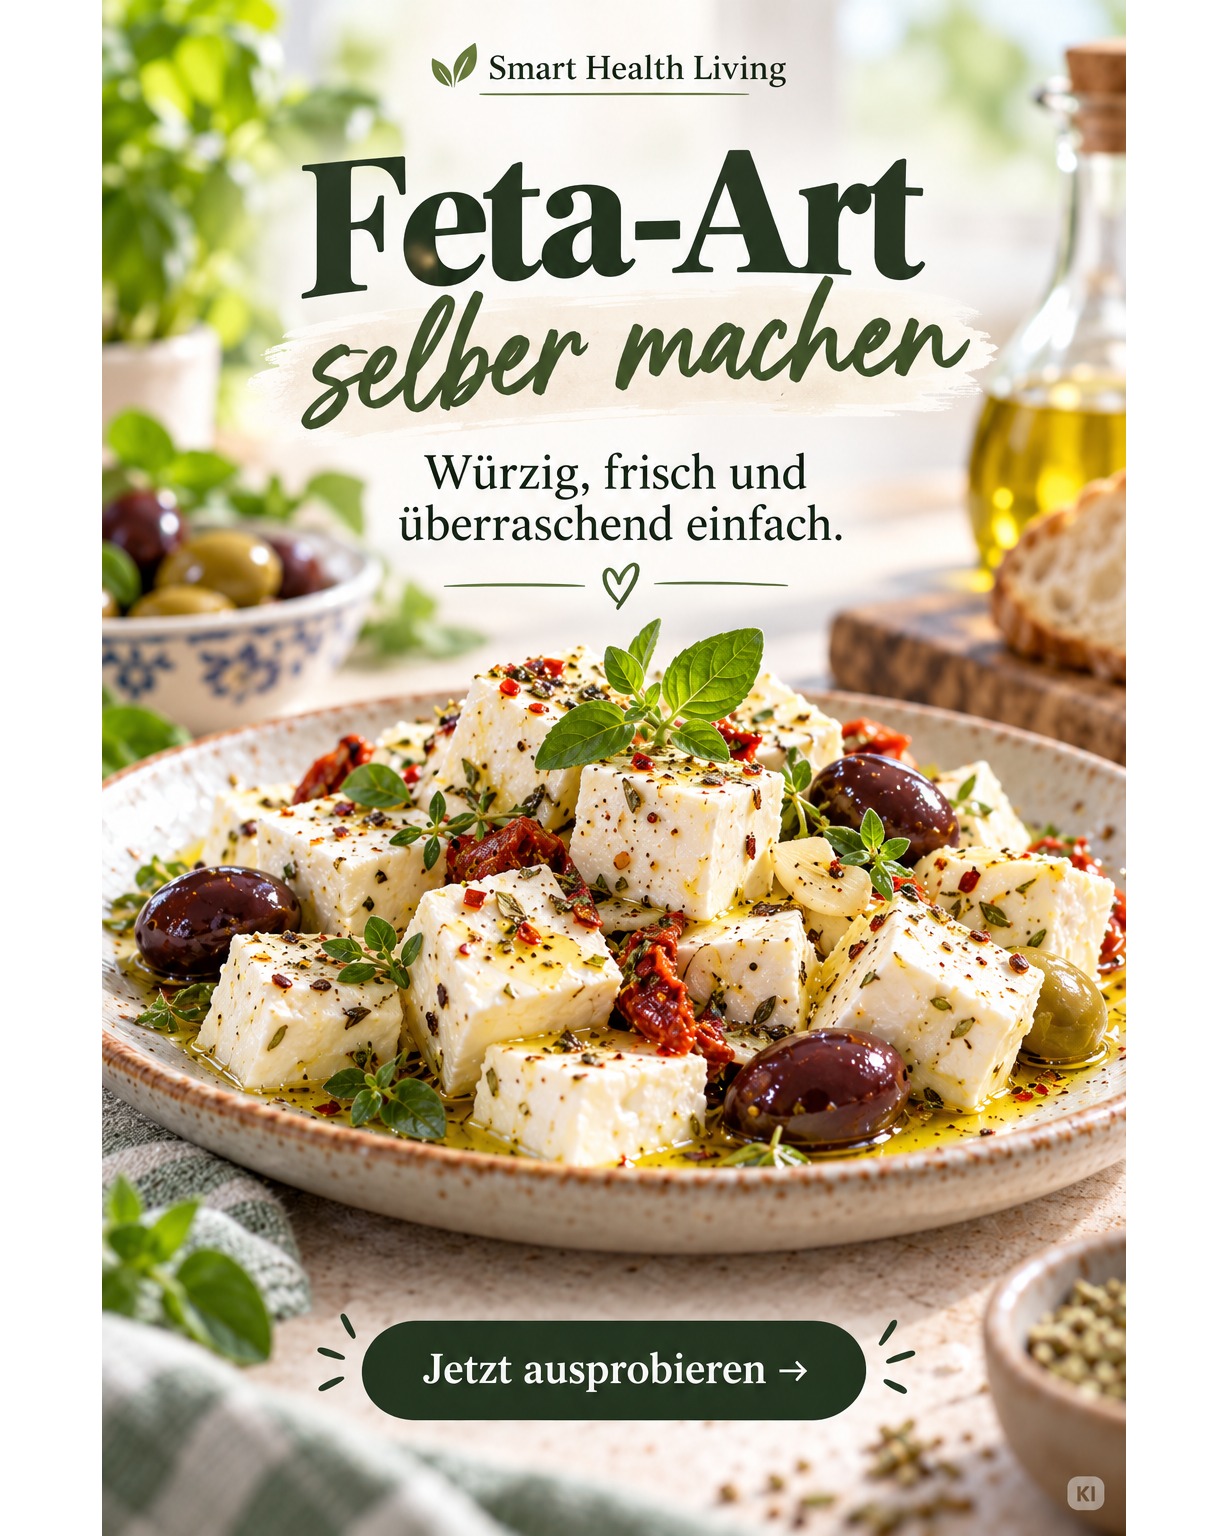 Smart Health Living
Feta-Art
selber machen
Würzig, frisch und
überraschend einfach.
Jetzt ausprobieren →
KI